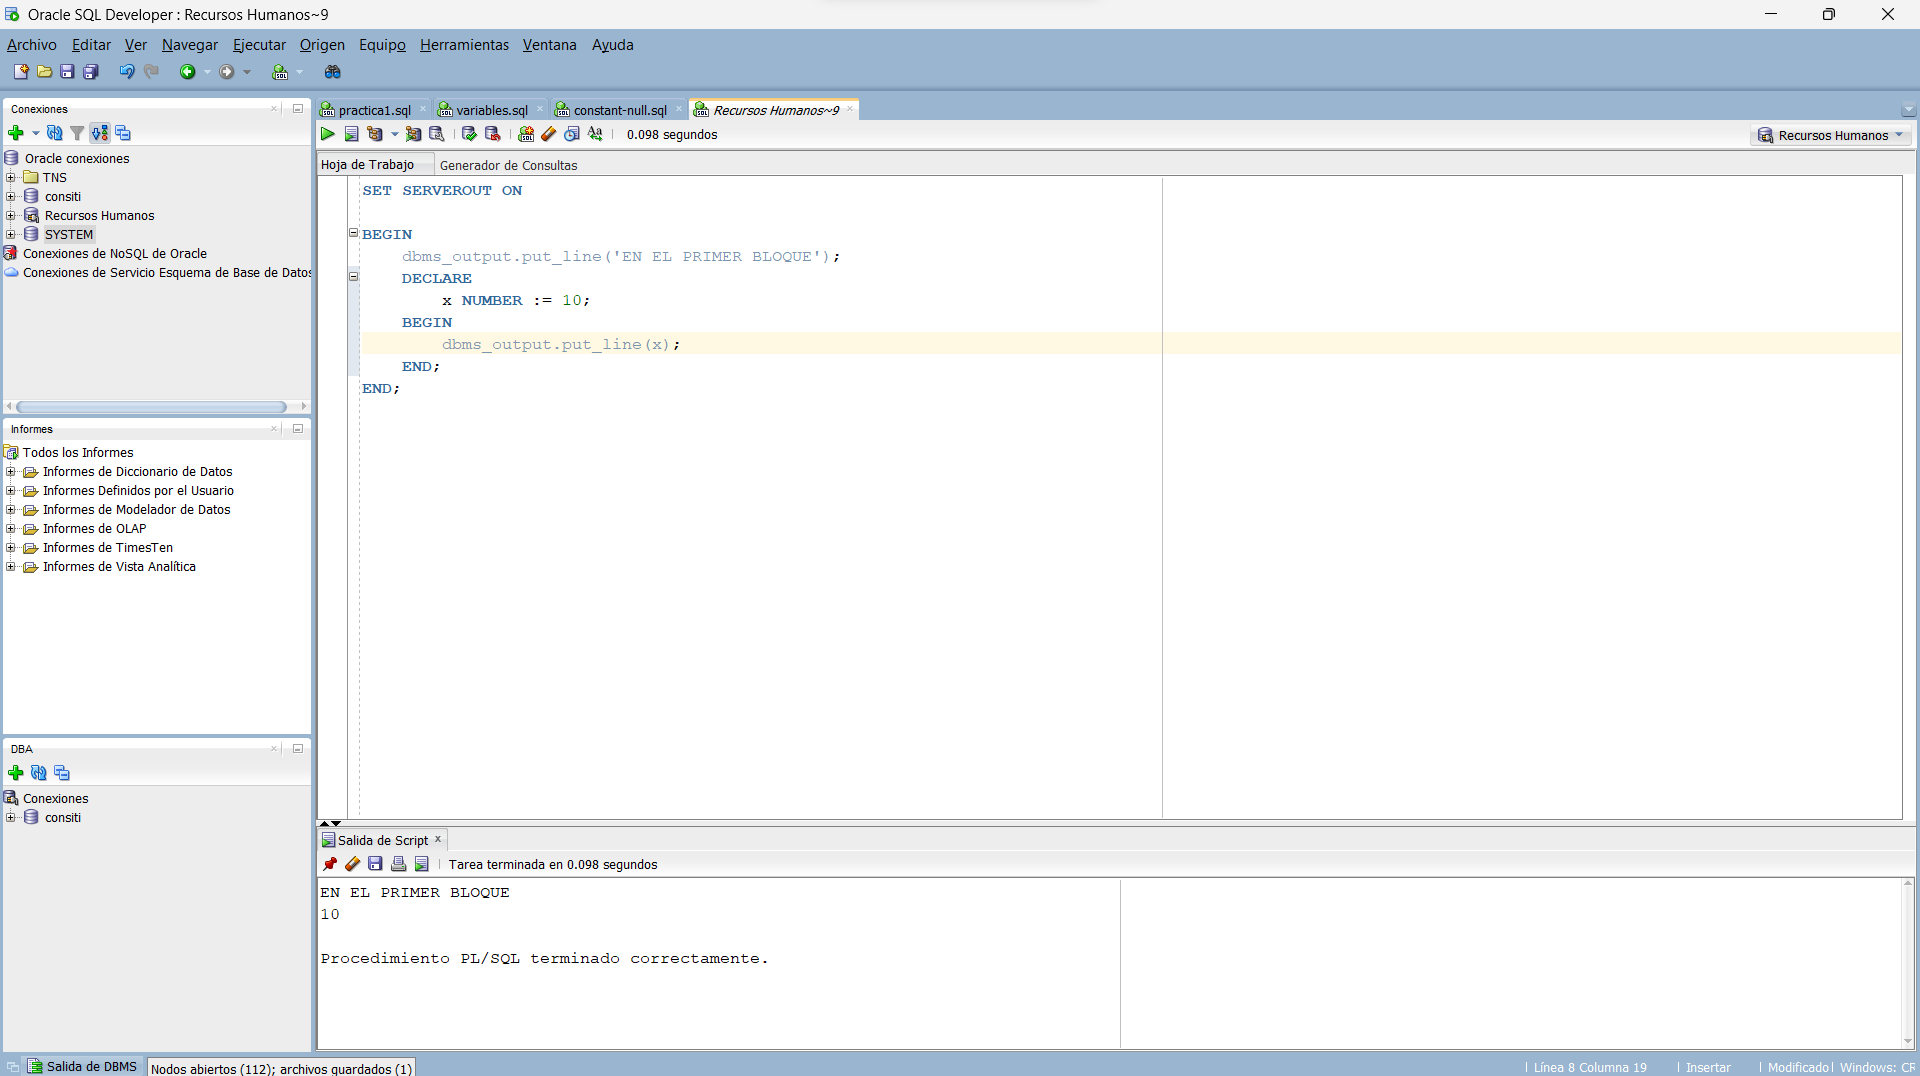 Oracle SQL Developer : Recursos Humanos~9
Archivo Editar Ver Navegar Ejecutar Origen Equipo Herramientas Ventana Ayuda
Conexiones
Oracle conexiones
TNS
consiti
Recursos Humanos
SYSTEM
Conexiones de NoSQL de Oracle
Conexiones de Servicio Esquema de Base de Datos
Informes
Todos los Informes
Informes de Diccionario de Datos
Informes Definidos por el Usuario
Informes de Modelador de Datos
Informes de OLAP
Informes de TimesTen
Informes de Vista Analítica
DBA
Conexiones
consiti
practica1.sql variables.sql constant-null.sql Recursos Humanos~9
0.098 segundos
Recursos Humanos
Hoja de Trabajo Generador de Consultas
SET SERVEROUT ON
BEGIN
dbms_output.put_line('EN EL PRIMER BLOQUE');
DECLARE
x NUMBER := 10;
BEGIN
dbms_output.put_line(x);
END;
END;
Salida de Script
Tarea terminada en 0.098 segundos
EN EL PRIMER BLOQUE
10
Procedimiento PL/SQL terminado correctamente.
Salida de DBMS
Nodos abiertos (112); archivos guardados (1)
Línea 8 Columna 19 Insertar Modificado Windows: CR